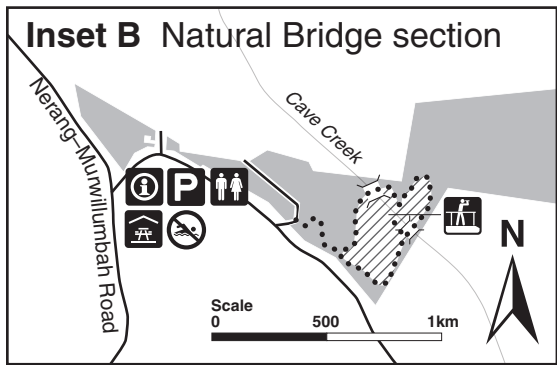 Inset B Natural Bridge section
Nerang–Murwillumbah Road
Cave Creek
i
P
N
Scale
0 500 1km